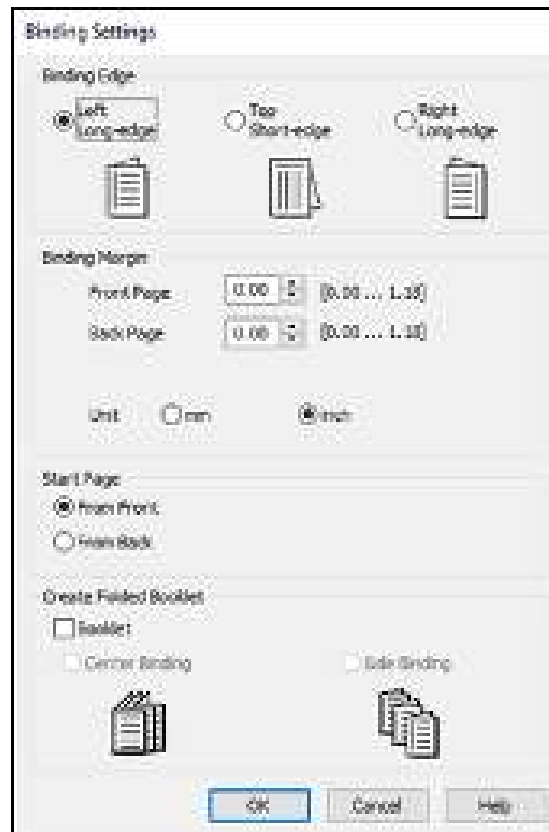 Binding Settings
Binding Edge
Left
Long-edge
Top
Short-edge
Right
Long-edge
Binding Margin
Front Page 0.00 [0.00 ... 1.18]
Back Page 0.00 [0.00 ... 1.18]
Unit mm inch
Start Page
From Front
From Back
Create Folded Booklet
Booklet
Center Binding Side Binding
OK Cancel Help